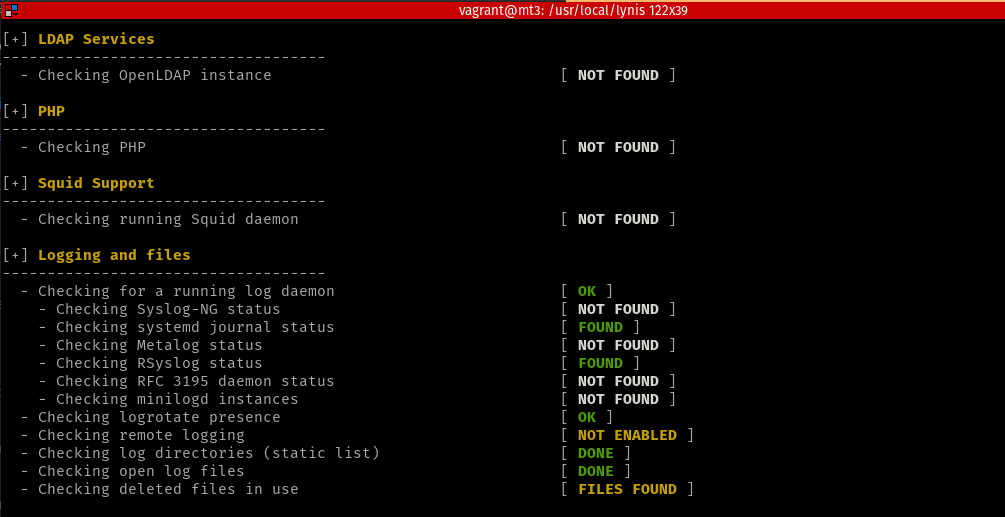 vagrant@mt3: /usr/local/lynis 122x39
[+] LDAP Services
------------------------------------
  - Checking OpenLDAP instance                                [ NOT FOUND ]
[+] PHP
------------------------------------
  - Checking PHP                                              [ NOT FOUND ]
[+] Squid Support
------------------------------------
  - Checking running Squid daemon                             [ NOT FOUND ]
[+] Logging and files
------------------------------------
  - Checking for a running log daemon                         [ OK ]
    - Checking Syslog-NG status                               [ NOT FOUND ]
    - Checking systemd journal status                         [ FOUND ]
    - Checking Metalog status                                 [ NOT FOUND ]
    - Checking RSyslog status                                 [ FOUND ]
    - Checking RFC 3195 daemon status                         [ NOT FOUND ]
    - Checking minilogd instances                             [ NOT FOUND ]
  - Checking logrotate presence                               [ OK ]
  - Checking remote logging                                   [ NOT ENABLED ]
  - Checking log directories (static list)                    [ DONE ]
  - Checking open log files                                   [ DONE ]
  - Checking deleted files in use                             [ FILES FOUND ]